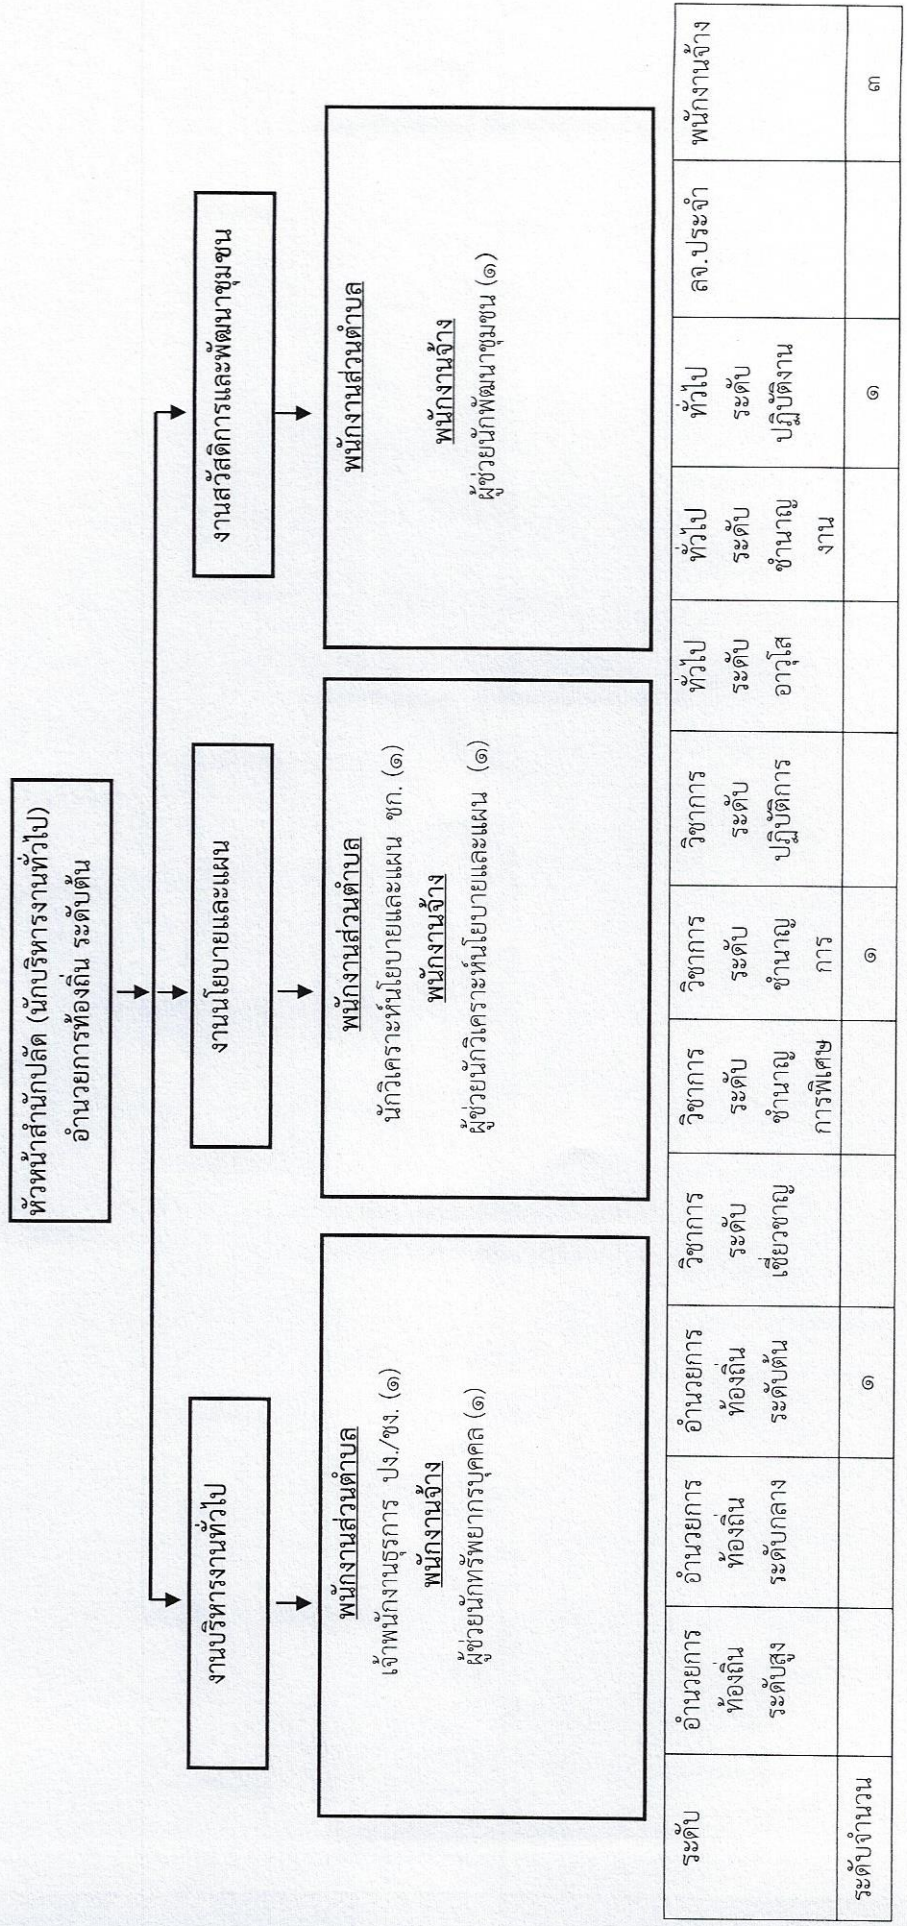 หัวหน้าสำนักปลัด (นักบริหารงานทั่วไป)
อำนวยการท้องถิ่น ระดับต้น
งานบริหารงานทั่วไป
งานนโยบายและแผน
งานสวัสดิการและพัฒนาชุมชน
พนักงานส่วนตำบล
เจ้าพนักงานธุรการ ปง./ชง. (๑)
พนักงานจ้าง
ผู้ช่วยนักทรัพยากรบุคคล (๑)
พนักงานส่วนตำบล
นักวิเคราะห์นโยบายและแผน ชก. (๑)
พนักงานจ้าง
ผู้ช่วยนักวิเคราะห์นโยบายและแผน (๑)
พนักงานส่วนตำบล
พนักงานจ้าง
ผู้ช่วยนักพัฒนาชุมชน (๑)
ระดับ
อำนวยการ
ท้องถิ่น
ระดับสูง
อำนวยการ
ท้องถิ่น
ระดับกลาง
อำนวยการ
ท้องถิ่น
ระดับต้น
วิชาการ
ระดับ
เชี่ยวชาญ
วิชาการ
ระดับ
ชำนาญ
การพิเศษ
วิชาการ
ระดับ
ชำนาญ
การ
วิชาการ
ระดับ
ปฏิบัติการ
ทั่วไป
ระดับ
อาวุโส
ทั่วไป
ระดับ
ชำนาญ
งาน
ทั่วไป
ระดับ
ปฏิบัติงาน
ลจ.ประจำ
พนักงานจ้าง
ระดับจำนวน
๑
๑
๑
๓